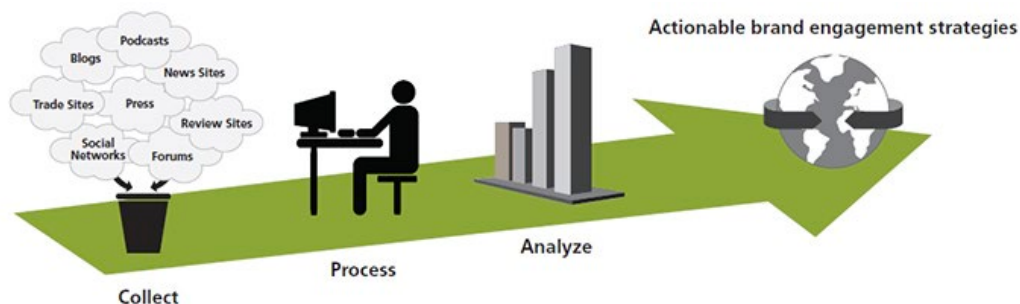 Podcasts
Blogs
News Sites
Trade Sites
Press
Review Sites
Social
Networks
Forums
Collect
Process
Analyze
Actionable brand engagement strategies